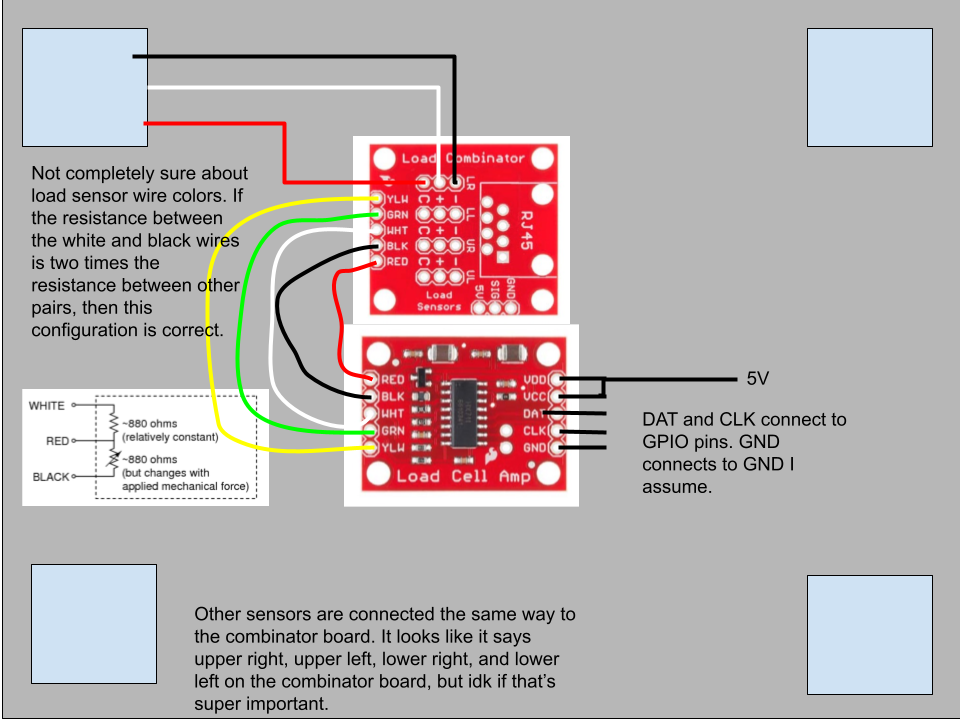 Load Combinator
YLW
GRN
WHT
BLK
RED
C + -
LR
C + -
LL
C + -
UR
UL
RJ45
Load
Sensors
5V
SIG
GND
Not completely sure about
load sensor wire colors. If
the resistance between
the white and black wires
is two times the
resistance between other
pairs, then this
configuration is correct.
RED
BLK
WHT
GRN
YLW
VDD
VCC
DAT
CLK
GND
Load Cell Amp
5V
DAT and CLK connect to
GPIO pins. GND
connects to GND I
assume.
WHITE
~880 ohms
(relatively constant)
RED
~880 ohms
(but changes with
applied mechanical force)
BLACK
Other sensors are connected the same way to
the combinator board. It looks like it says
upper right, upper left, lower right, and lower
left on the combinator board, but idk if that's
super important.